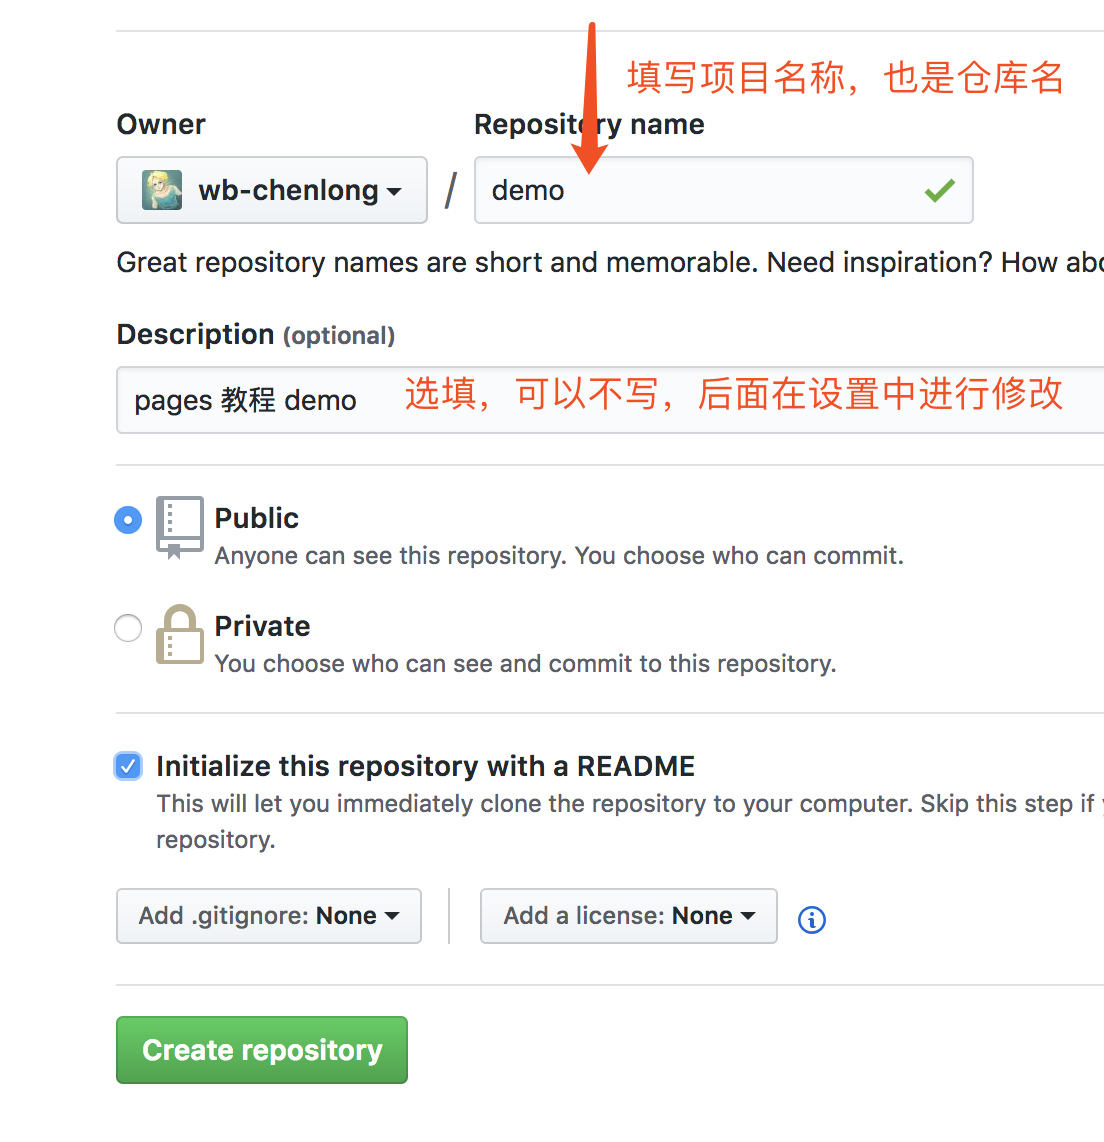 填写项目名称，也是仓库名
Owner
Repository name
wb-chenlong
/
demo
Great repository names are short and memorable. Need inspiration? How
Description (optional)
pages 教程 demo
选填，可以不写，后面在设置中进行修改
Public
Anyone can see this repository. You choose who can commit.
Private
You choose who can see and commit to this repository.
Initialize this repository with a README
This will let you immediately clone the repository to your computer. Skip this step if
repository.
Add .gitignore: None
Add a license: None
Create repository